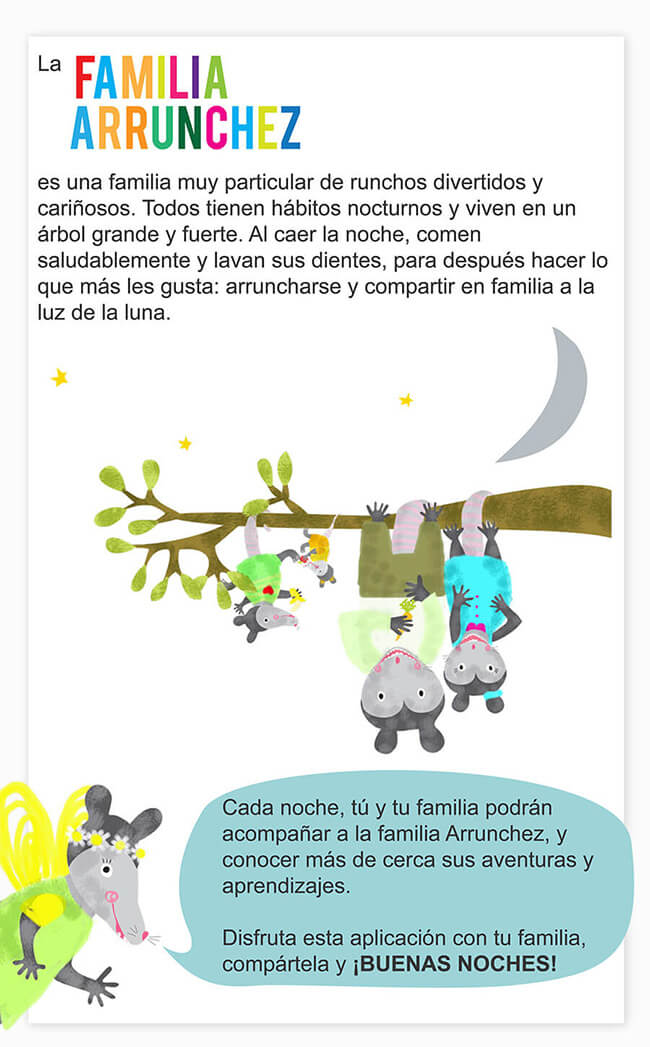 La FAMILIA
ARRUNCHEZ
es una familia muy particular de runchos divertidos y
cariñosos. Todos tienen hábitos nocturnos y viven en un
árbol grande y fuerte. Al caer la noche, comen
saludablemente y lavan sus dientes, para después hacer lo
que más les gusta: arruncharse y compartir en familia a la
luz de la luna.
Cada noche, tú y tu familia podrán
acompañar a la familia Arrunchez, y
conocer más de cerca sus aventuras y
aprendizajes.
Disfruta esta aplicación con tu familia,
compártela y ¡BUENAS NOCHES!